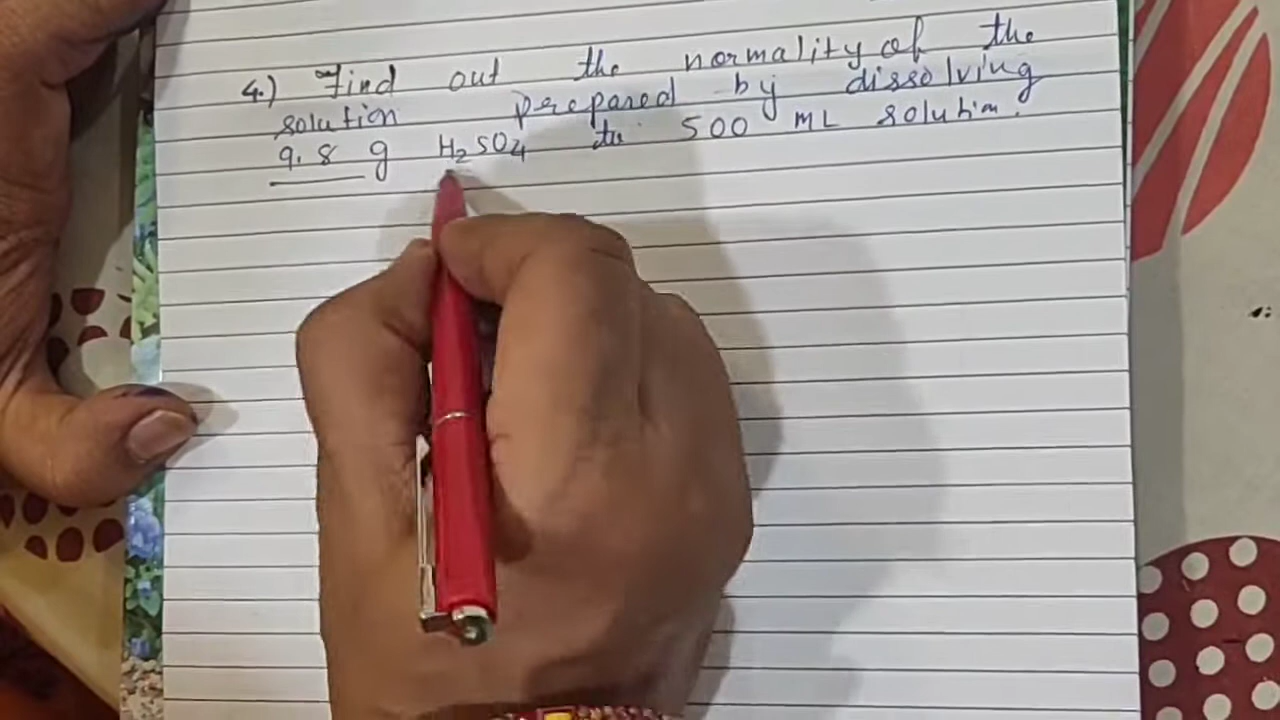 4.) Find out the normality of the
solution prepared by dissolving
9.8 g H₂SO₄ to 500 mL solution.